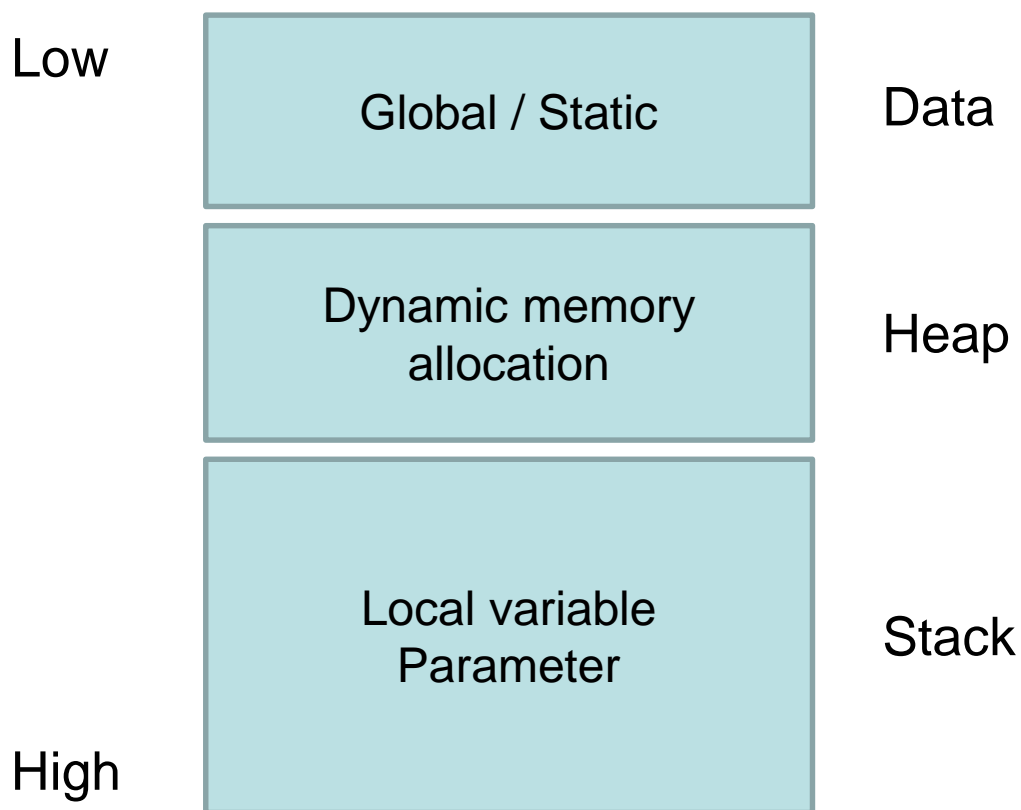 Low
Global / Static
Data
Dynamic memory
allocation
Heap
Local variable
Parameter
Stack
High